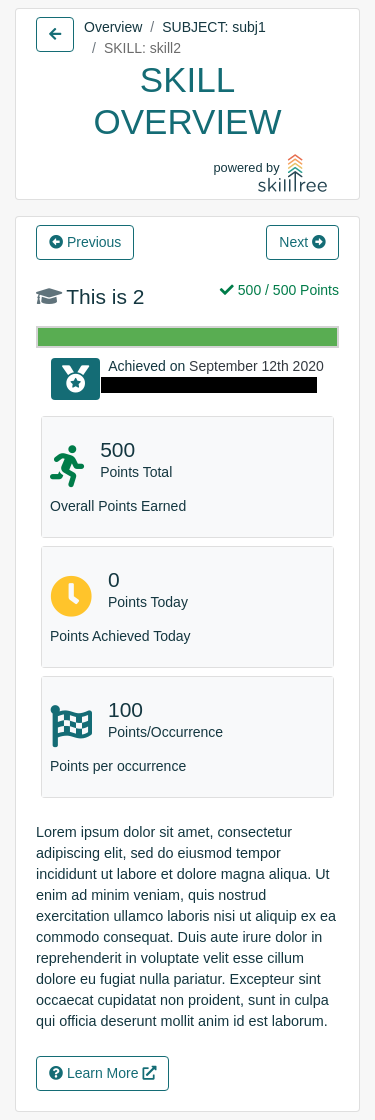 Overview / SUBJECT: subj1
/ SKILL: skill2
SKILL
OVERVIEW
powered by
skilltree
Previous
Next
This is 2
500 / 500 Points
Achieved on September 12th 2020
500
Points Total
Overall Points Earned
0
Points Today
Points Achieved Today
100
Points/Occurrence
Points per occurrence
Lorem ipsum dolor sit amet, consectetur
adipiscing elit, sed do eiusmod tempor
incididunt ut labore et dolore magna aliqua. Ut
enim ad minim veniam, quis nostrud
exercitation ullamco laboris nisi ut aliquip ex ea
commodo consequat. Duis aute irure dolor in
reprehenderit in voluptate velit esse cillum
dolore eu fugiat nulla pariatur. Excepteur sint
occaecat cupidatat non proident, sunt in culpa
qui officia deserunt mollit anim id est laborum.
Learn More